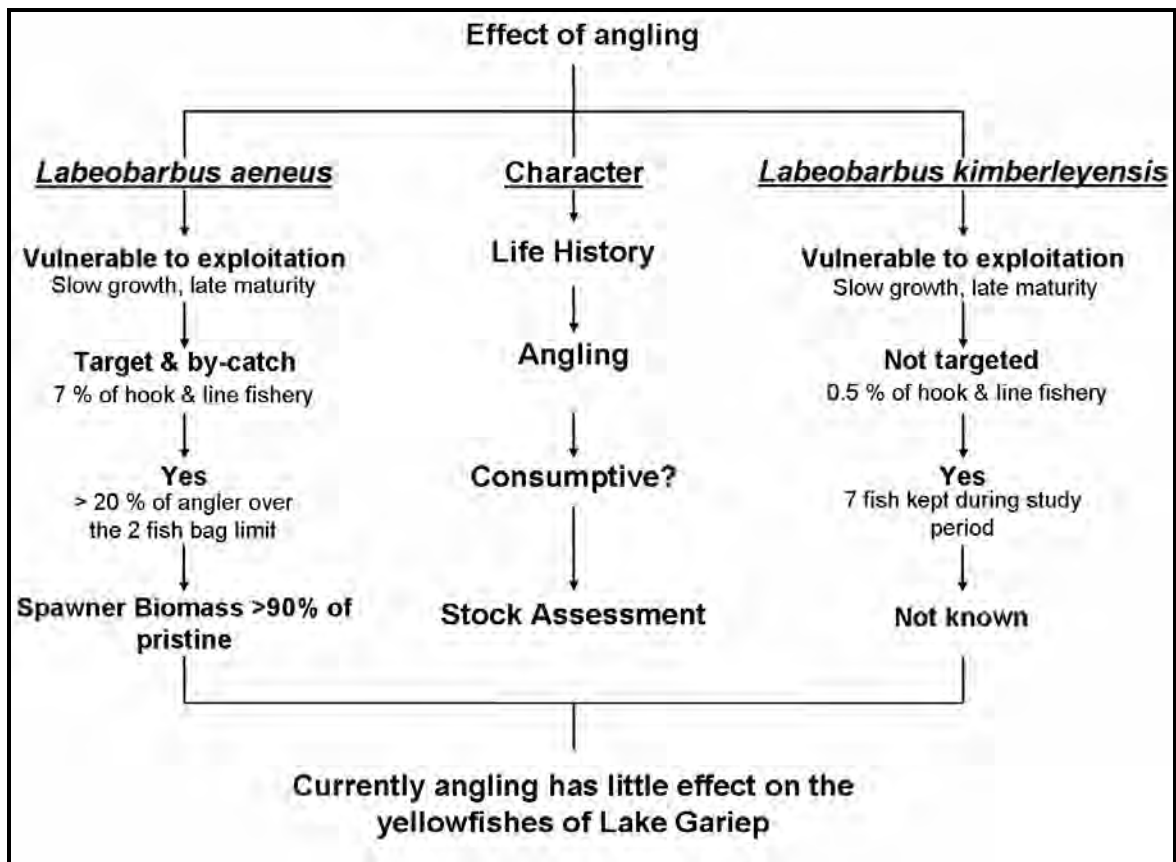 Effect of angling
Labeobarbus aeneus
Character
Labeobarbus kimberleyensis
Vulnerable to exploitation
Slow growth, late maturity
Life History
Vulnerable to exploitation
Slow growth, late maturity
Target & by-catch
7 % of hook & line fishery
Angling
Not targeted
0.5 % of hook & line fishery
Yes
> 20 % of angler over
the 2 fish bag limit
Consumptive?
Yes
7 fish kept during study
period
Spawner Biomass >90% of
pristine
Stock Assessment
Not known
Currently angling has little effect on the
yellowfishes of Lake Gariep